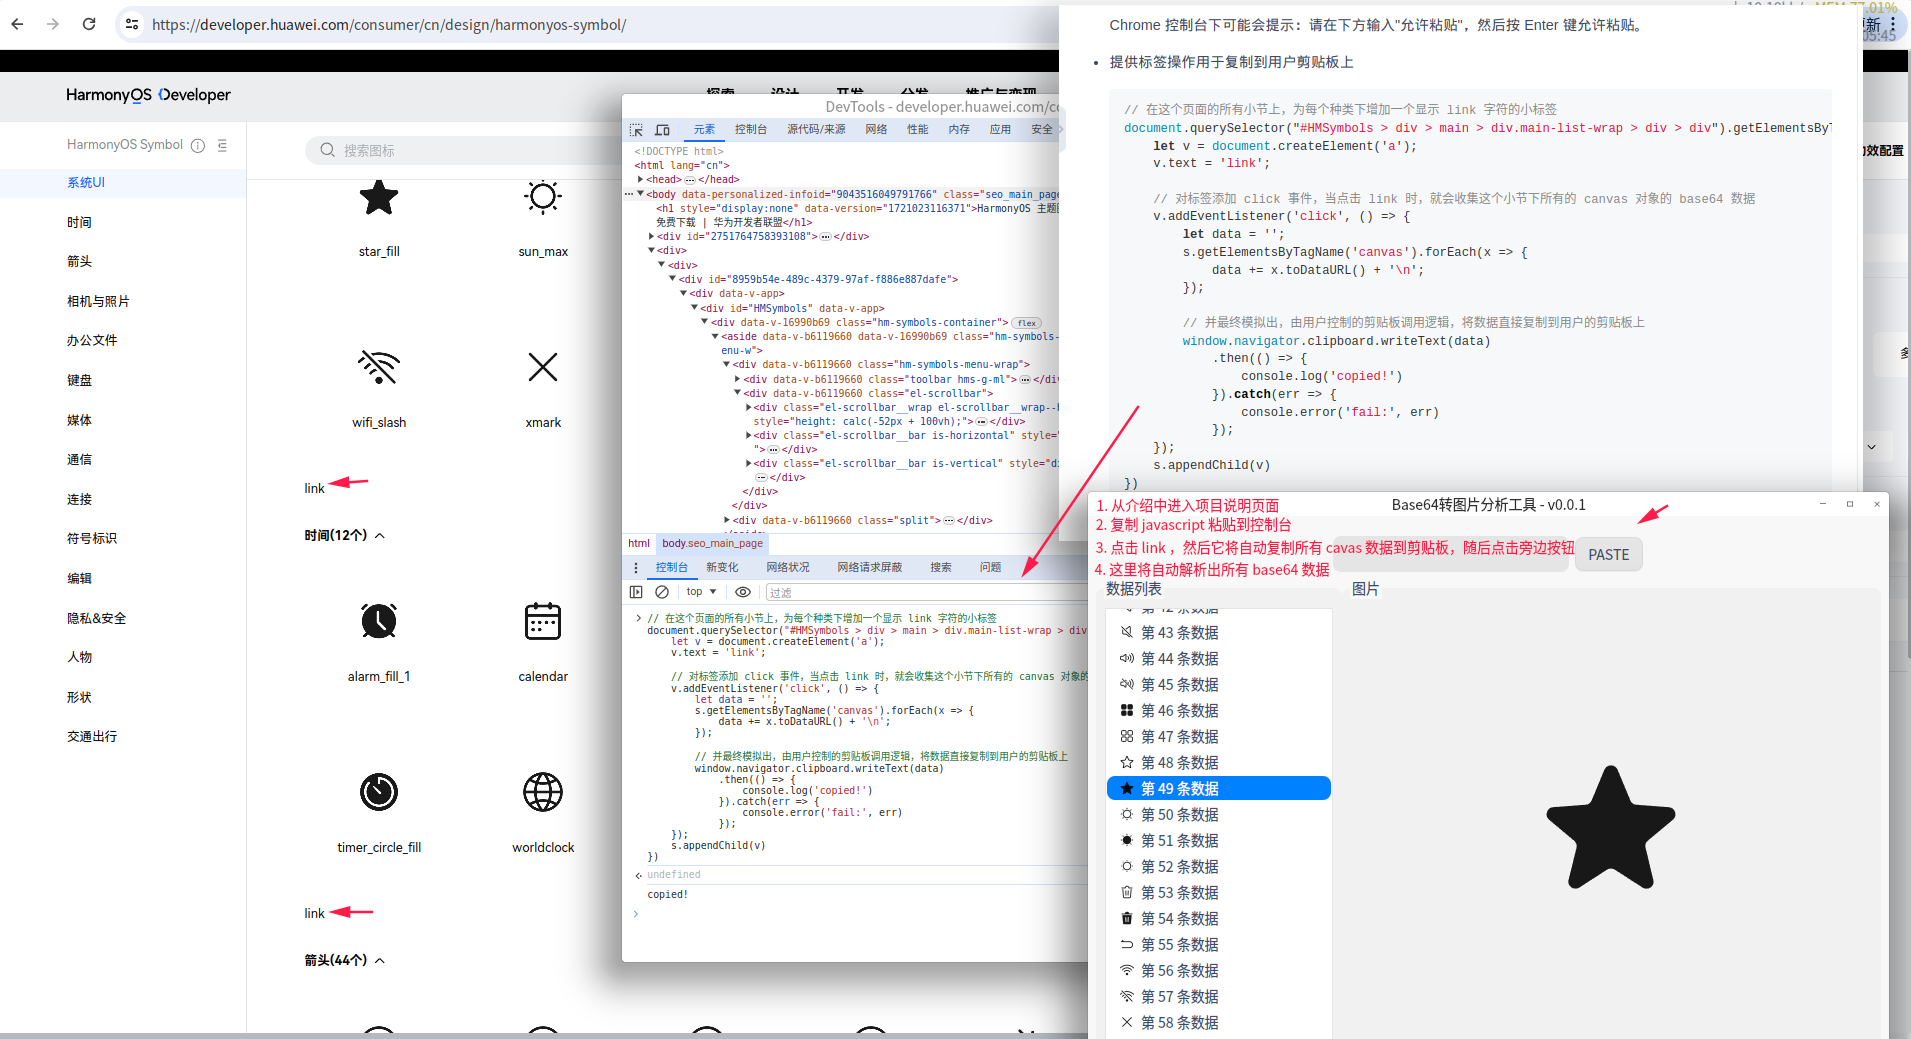 https://developer.huawei.com/consumer/cn/design/harmonyos-symbol/
HarmonyOS Developer
探索 设计 开发 分发 推广与变现
HarmonyOS Symbol
搜索图标
系统UI
时间
箭头
相机与照片
办公文件
键盘
媒体
通信
连接
符号标识
编辑
隐私&安全
人物
形状
交通出行
star_fill
sun_max
wifi_slash
xmark
link
时间(12个)
alarm_fill_1
calendar
timer_circle_fill
worldclock
link
箭头(44个)
DevTools - developer.huawei.com/co
元素 控制台 源代码/来源 网络 性能 内存 应用 安全
<!DOCTYPE html>
<html lang="cn">
<head> </head>
<body data-personalized-infoid="9043516049791766" class="seo_main_page
<h1 style="display:none" data-version="1721023116371">HarmonyOS 主题
免费下载 | 华为开发者联盟</h1>
<div id="2751764758393108"> </div>
<div>
<div>
<div id="8959b54e-489c-4379-97af-f886e887dafe">
<div data-v-app>
<div id="HMSymbols" data-v-app>
<div data-v-16990b69 class="hm-symbols-container"> flex
<aside data-v-b6119660 data-v-16990b69 class="hm-symbols-
enu-w">
<div data-v-b6119660 class="hm-symbols-menu-wrap">
<div data-v-b6119660 class="toolbar hms-g-ml"> </div
<div data-v-b6119660 class="el-scrollbar">
<div class="el-scrollbar__wrap el-scrollbar__wrap--h
style="height: calc(-52px + 100vh);"> </div>
<div class="el-scrollbar__bar is-horizontal" style="
"> </div>
<div class="el-scrollbar__bar is-vertical" style="di
</div>
</div>
</div>
<div data-v-b6119660 class="split"> </div>
html body.seo_main_page
控制台 新变化 网络状况 网络请求屏蔽 搜索 问题
top 过滤
// 在这个页面的所有小节上，为每个种类下增加一个显示 link 字符的小标签
document.querySelector("#HMSymbols > div > main > div.main-list-wrap > div
let v = document.createElement('a');
v.text = 'link';
// 对标签添加 click 事件，当点击 link 时，就会收集这个小节下所有的 canvas 对象的
v.addEventListener('click', () => {
let data = '';
s.getElementsByTagName('canvas').forEach(x => {
data += x.toDataURL() + '\n';
});
// 并最终模拟出，由用户控制的剪贴板调用逻辑，将数据直接复制到用户的剪贴板上
window.navigator.clipboard.writeText(data)
.then(() => {
console.log('copied!')
}).catch(err => {
console.error('fail:', err)
});
});
s.appendChild(v)
})
undefined
copied!
Chrome 控制台下可能会提示：请在下方输入"允许粘贴"，然后按 Enter 键允许粘贴。
• 提供标签操作用于复制到用户剪贴板上
// 在这个页面的所有小节上，为每个种类下增加一个显示 link 字符的小标签
document.querySelector("#HMSymbols > div > main > div.main-list-wrap > div > div").getElementsByT
let v = document.createElement('a');
v.text = 'link';
// 对标签添加 click 事件，当点击 link 时，就会收集这个小节下所有的 canvas 对象的 base64 数据
v.addEventListener('click', () => {
let data = '';
s.getElementsByTagName('canvas').forEach(x => {
data += x.toDataURL() + '\n';
});
// 并最终模拟出，由用户控制的剪贴板调用逻辑，将数据直接复制到用户的剪贴板上
window.navigator.clipboard.writeText(data)
.then(() => {
console.log('copied!')
}).catch(err => {
console.error('fail:', err)
});
});
s.appendChild(v)
})
更新
05:45
功效配置
Base64转图片分析工具 - v0.0.1
1. 从介绍中进入项目说明页面
2. 复制 javascript 粘贴到控制台
3. 点击 link ，然后它将自动复制所有 cavas 数据到剪贴板，随后点击旁边按钮
PASTE
4. 这里将自动解析出所有 base64 数据
数据列表 图片
第 42 条数据
第 43 条数据
第 44 条数据
第 45 条数据
第 46 条数据
第 47 条数据
第 48 条数据
第 49 条数据
第 50 条数据
第 51 条数据
第 52 条数据
第 53 条数据
第 54 条数据
第 55 条数据
第 56 条数据
第 57 条数据
第 58 条数据